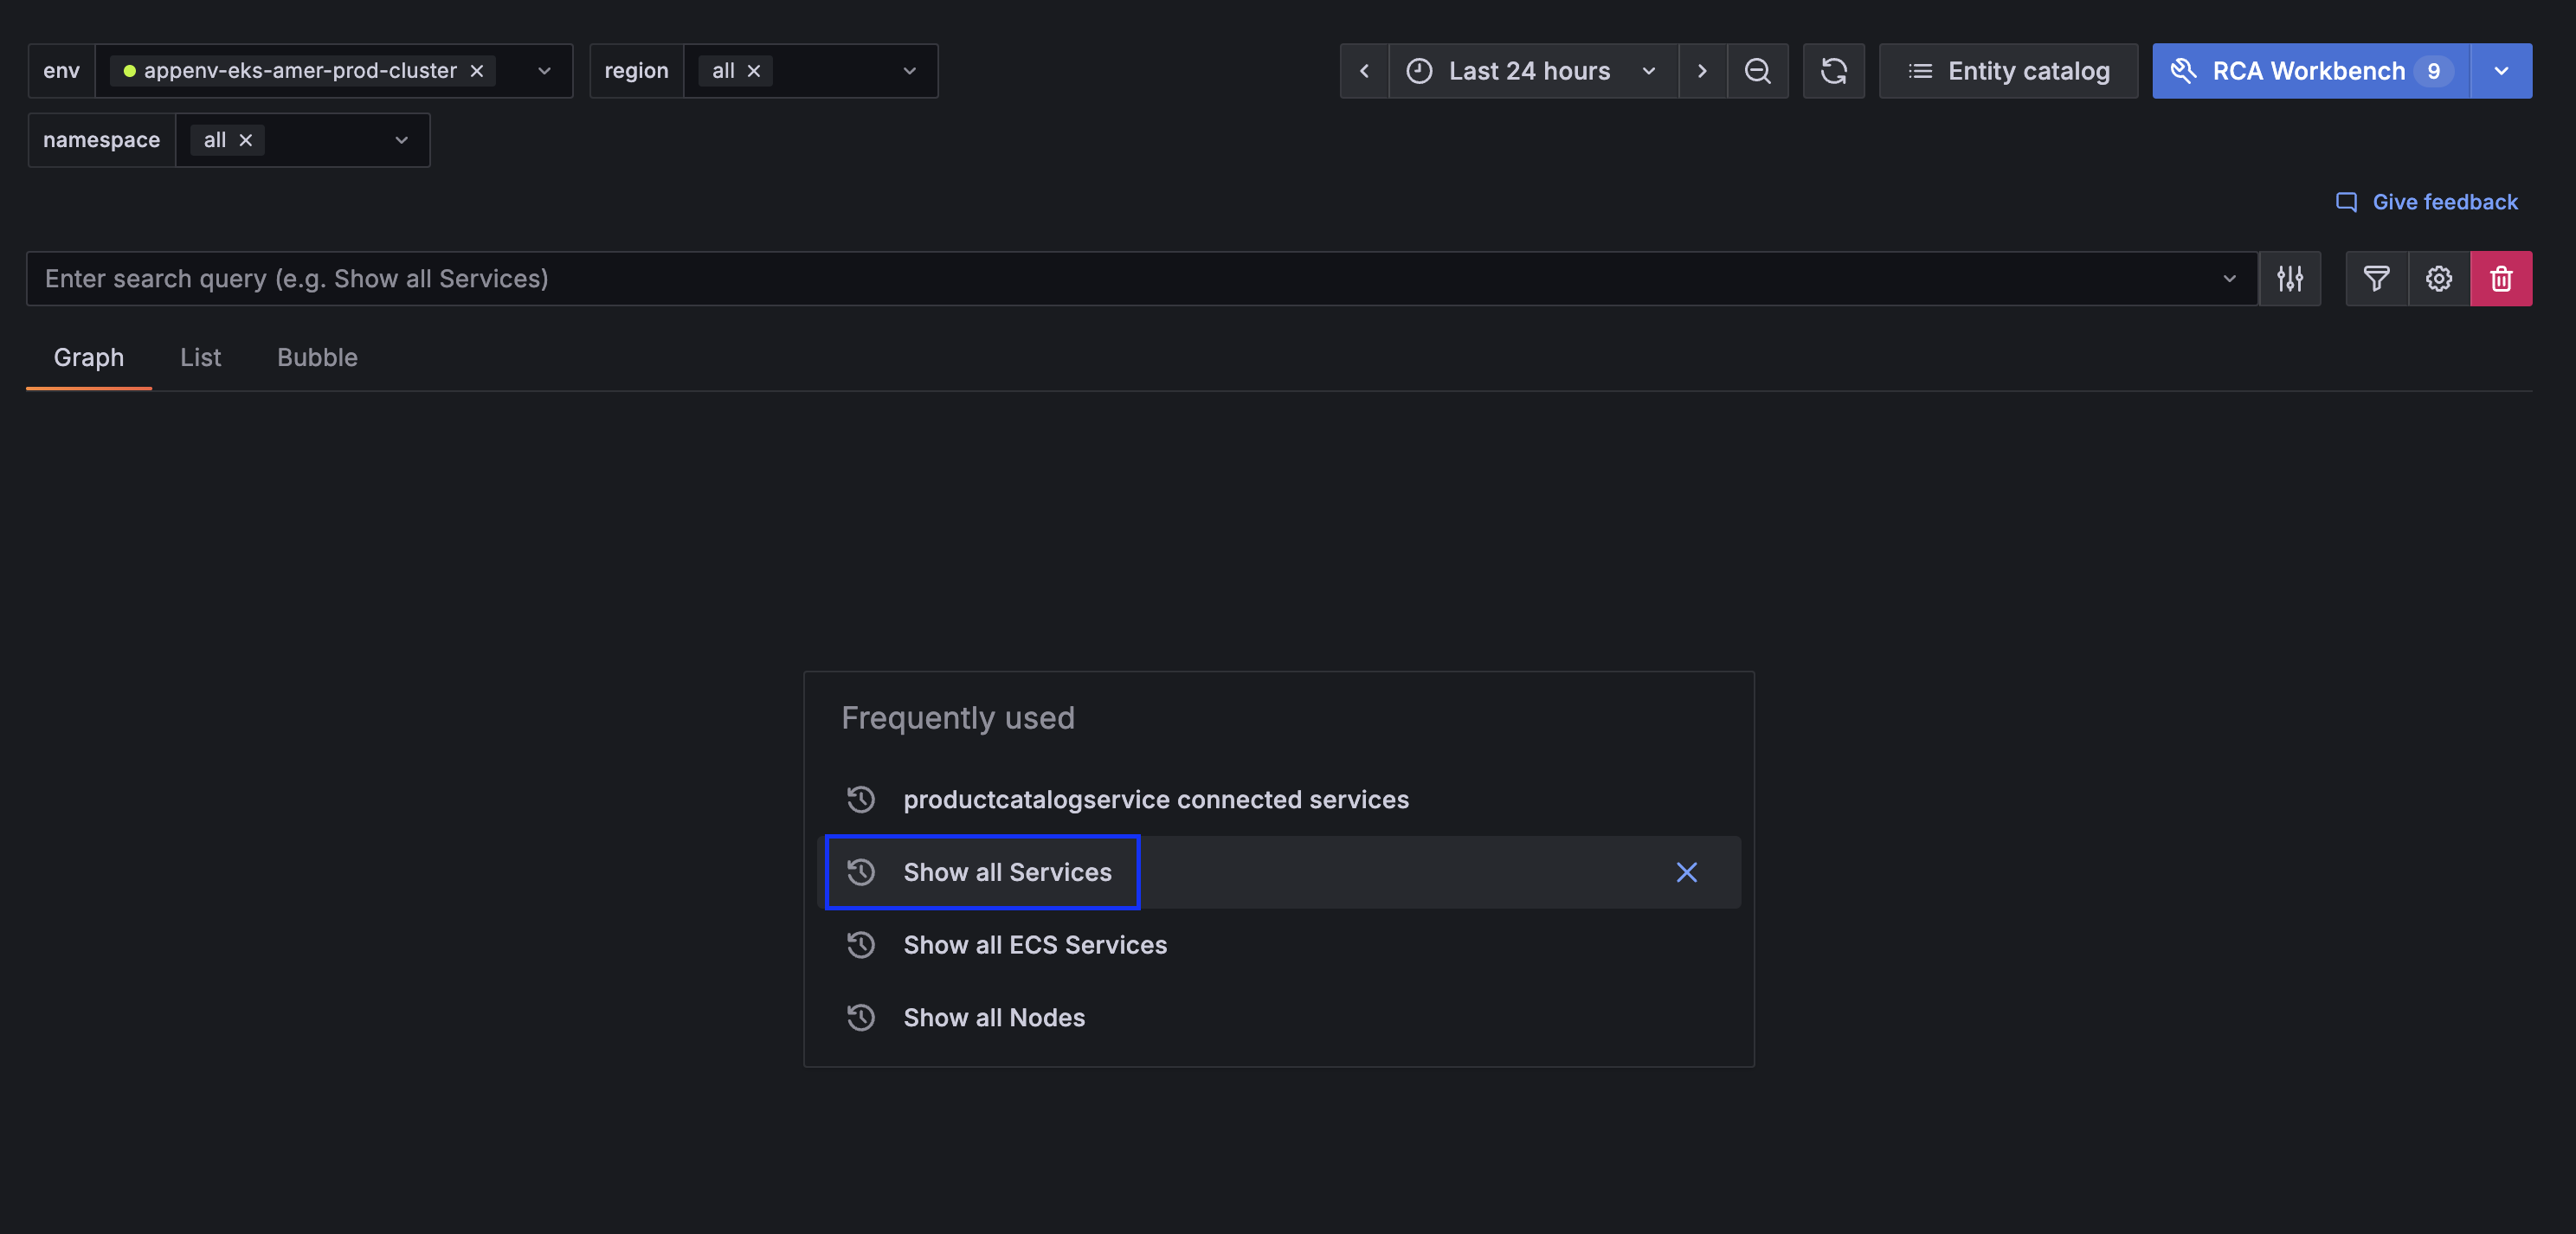 env appenv-eks-amer-prod-cluster region all Last 24 hours Entity catalog RCA Workbench 9
namespace all
Give feedback
Enter search query (e.g. Show all Services)
Graph List Bubble
Frequently used
productcatalogservice connected services
Show all Services
Show all ECS Services
Show all Nodes